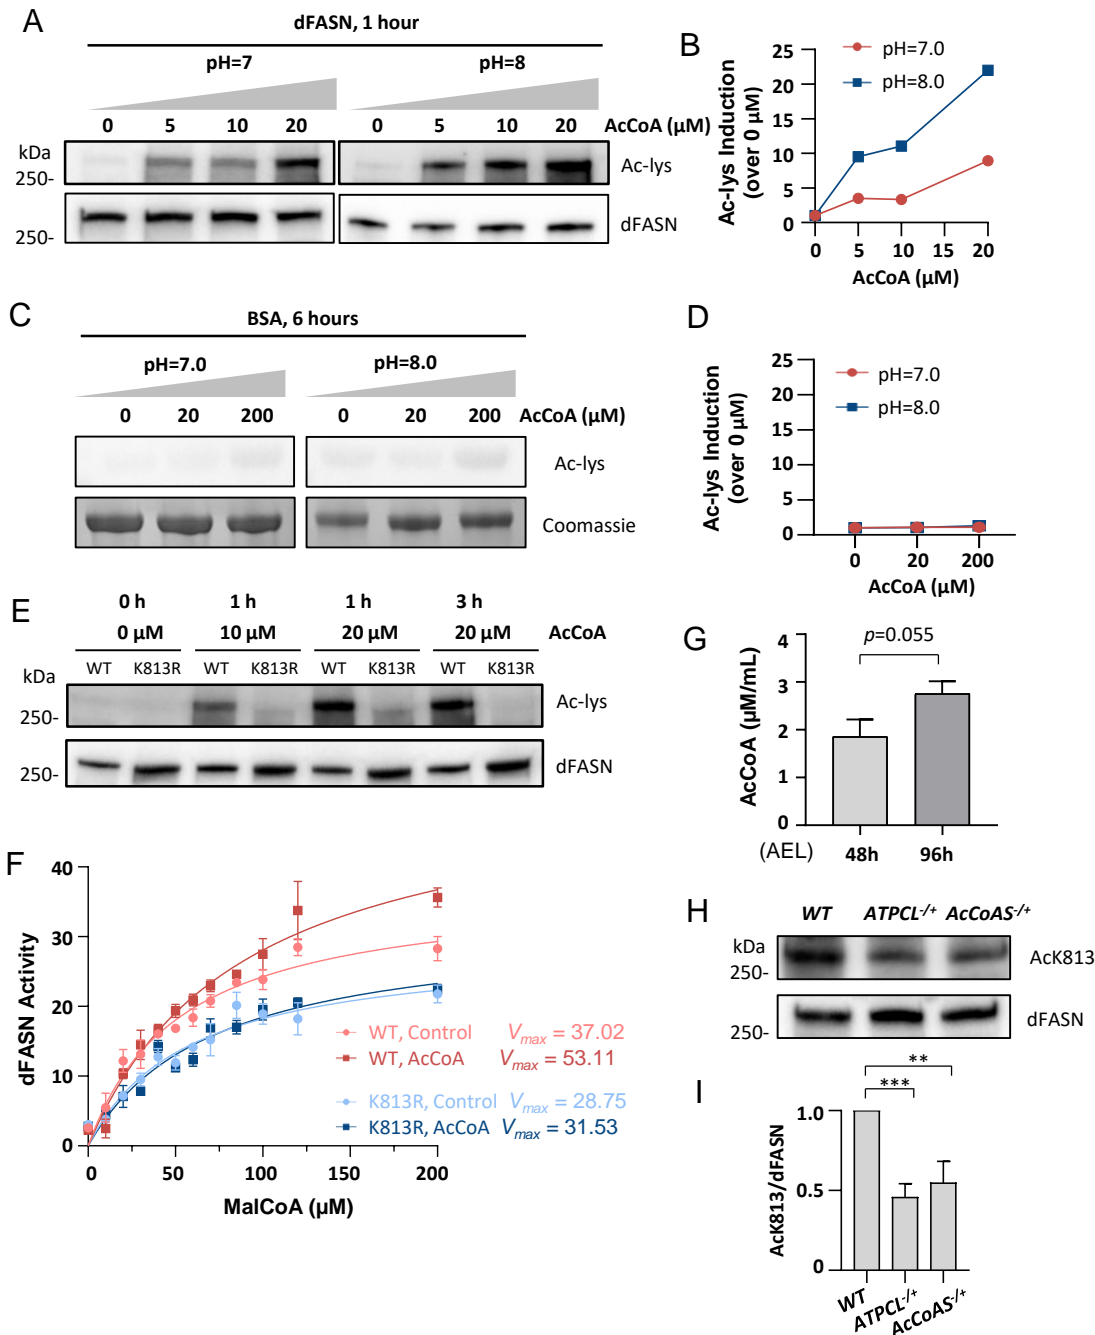 A
dFASN, 1 hour
pH=7 pH=8
0 5 10 20 0 5 10 20 AcCoA (μM)
kDa
250-
Ac-lys
250-
dFASN
B
Ac-lys Induction
(over 0 μM)
25
20
15
10
5
0
pH=7.0
pH=8.0
0 5 10 15 20
AcCoA (μM)
C
BSA, 6 hours
pH=7.0 pH=8.0
0 20 200 0 20 200 AcCoA (μM)
Ac-lys
Coomassie
D
Ac-lys Induction
(over 0 μM)
25
20
15
10
5
0
pH=7.0
pH=8.0
0 20 200
AcCoA (μM)
E
0 h 1 h 1 h 3 h
0 μM 10 μM 20 μM 20 μM AcCoA
WT K813R WT K813R WT K813R WT K813R
kDa
250-
Ac-lys
250-
dFASN
G
AcCoA (μM/mL)
4
3
2
1
0
p=0.055
(AEL) 48h 96h
F
dFASN Activity
40
30
20
10
0
WT, Control Vmax = 37.02
WT, AcCoA Vmax = 53.11
K813R, Control Vmax = 28.75
K813R, AcCoA Vmax = 31.53
0 50 100 150 200
MalCoA (μM)
H
WT ATPCL-/+ AcCoAS-/+
kDa
250-
AcK813
250-
dFASN
I
AcK813/dFASN
1.0
0.5
0
**
***
WT
ATPCL-/+
AcCoAS-/+